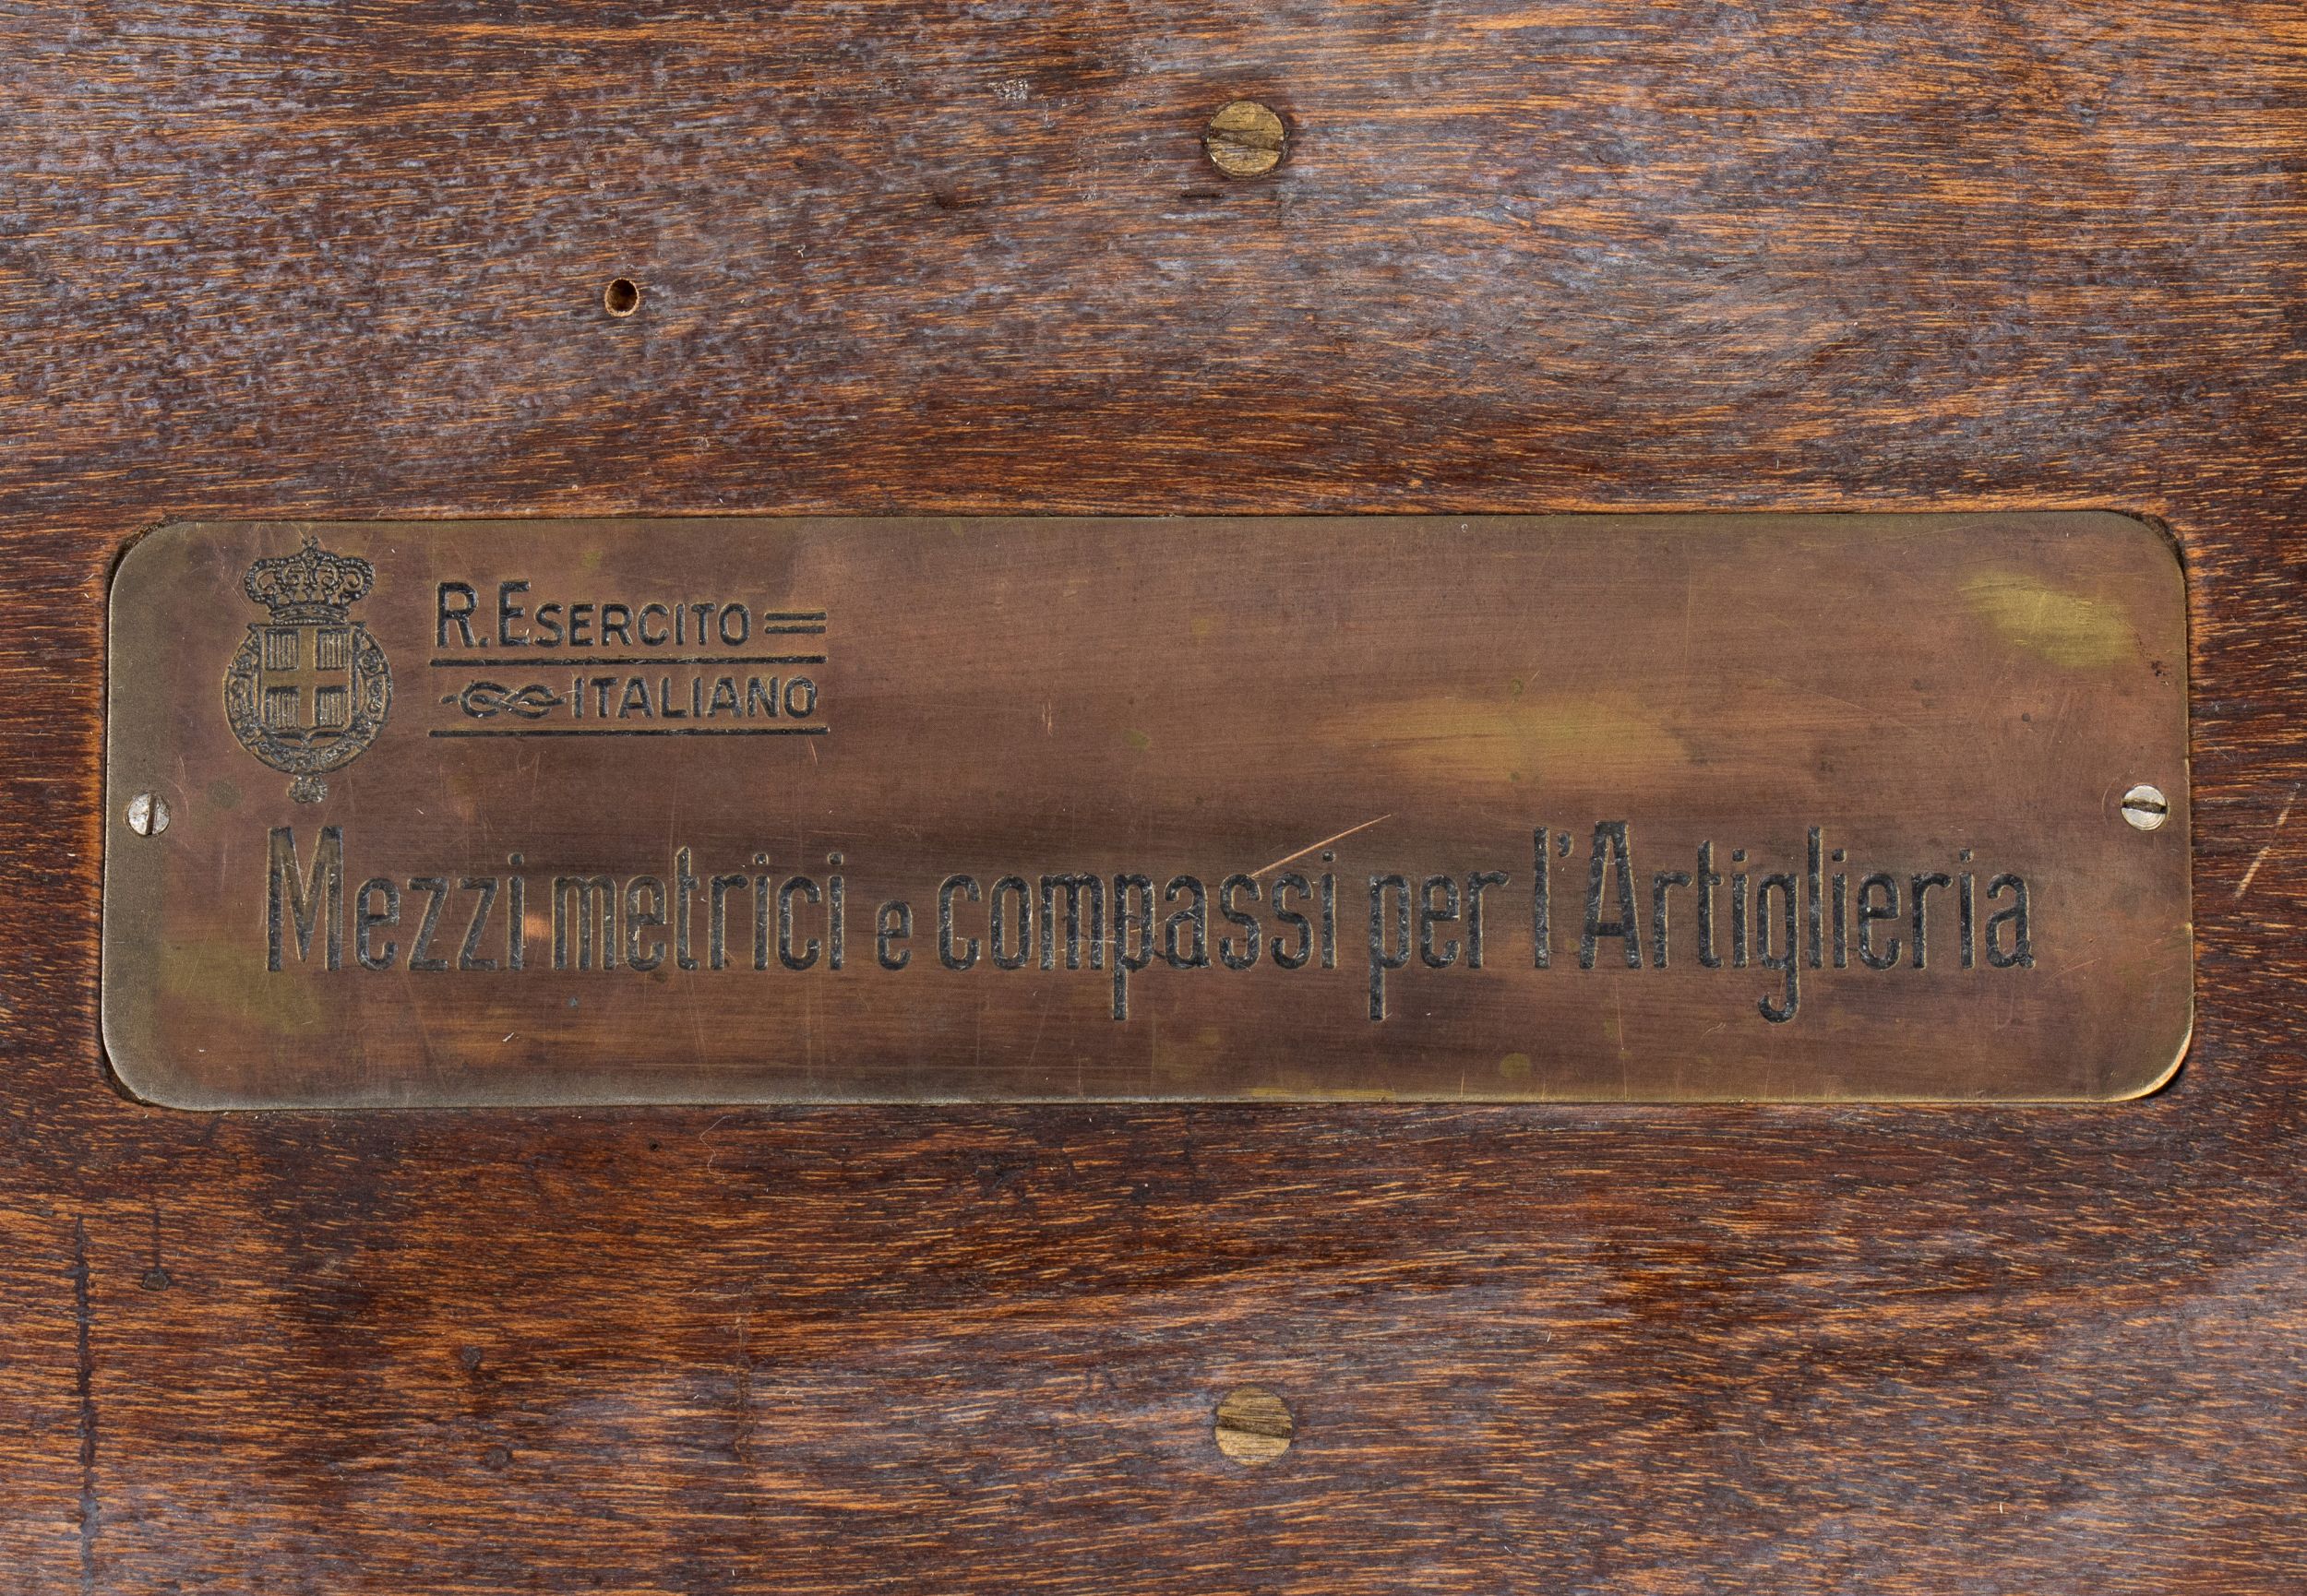 R. ESERCITO
ITALIANO
Mezzi metrici e compassi per l'Artiglieria